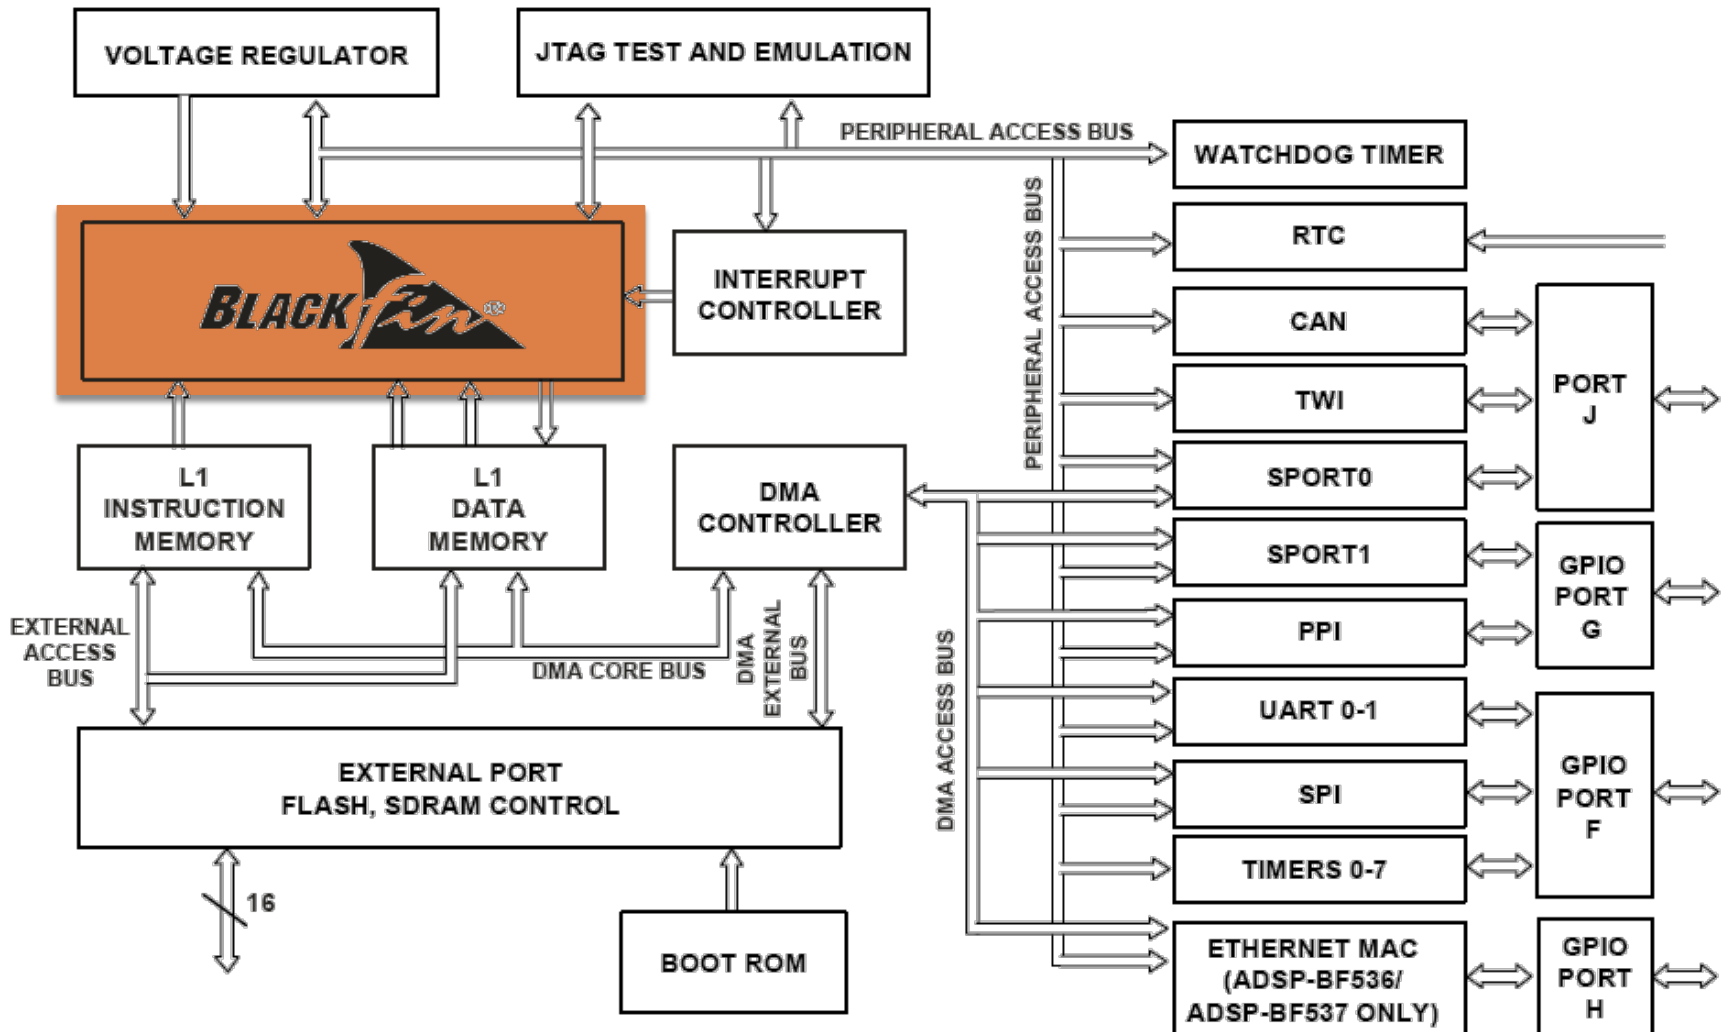 VOLTAGE REGULATOR
JTAG TEST AND EMULATION
PERIPHERAL ACCESS BUS
WATCHDOG TIMER
PERIPHERAL ACCESS BUS
RTC
BLACKfin®
INTERRUPT
CONTROLLER
CAN
TWI
PORT
J
SPORT0
L1
INSTRUCTION
MEMORY
L1
DATA
MEMORY
DMA
CONTROLLER
SPORT1
GPIO
PORT
G
PPI
EXTERNAL
ACCESS
BUS
DMA CORE BUS
DMA
EXTERNAL
BUS
DMA ACCESS BUS
UART 0-1
GPIO
PORT
F
SPI
TIMERS 0-7
EXTERNAL PORT
FLASH, SDRAM CONTROL
16
BOOT ROM
ETHERNET MAC
(ADSP-BF536/
ADSP-BF537 ONLY)
GPIO
PORT
H